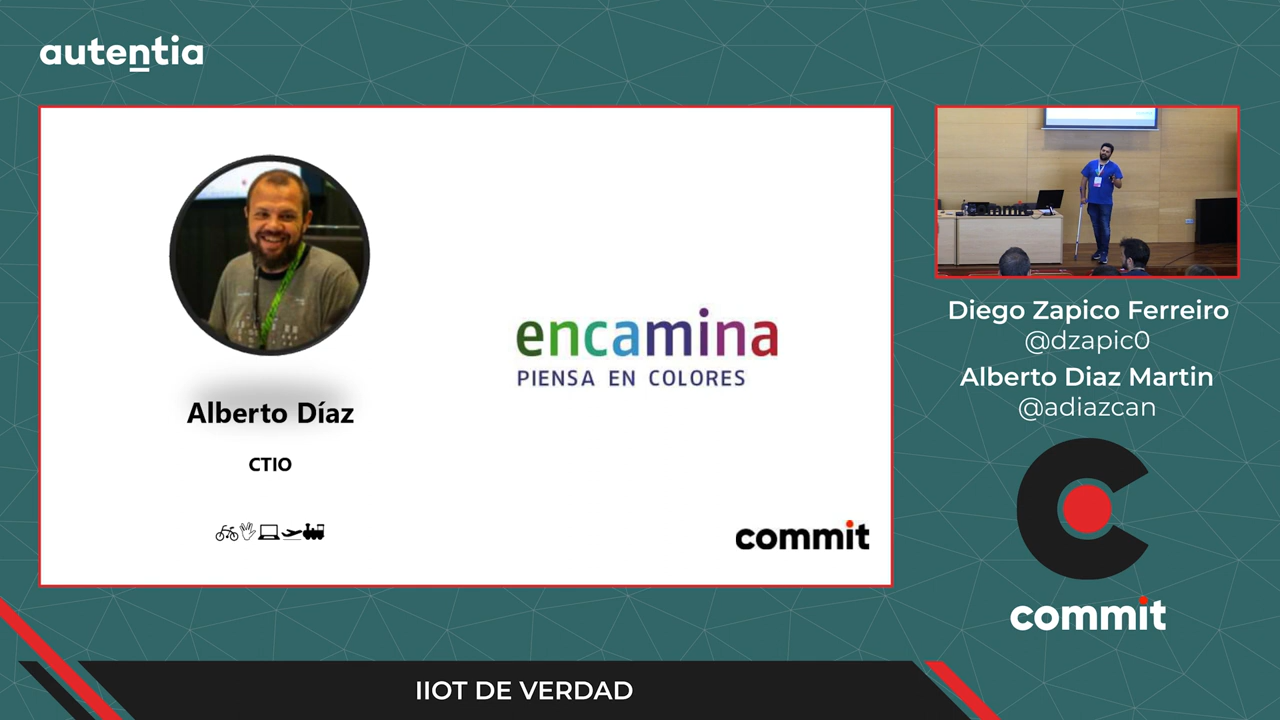 autentia
Alberto Díaz
CTIO
encamina
PIENSA EN COLORES
commit
Diego Zapico Ferreiro
@dzapic0
Alberto Diaz Martin
@adiazcan
commit
IIOT DE VERDAD